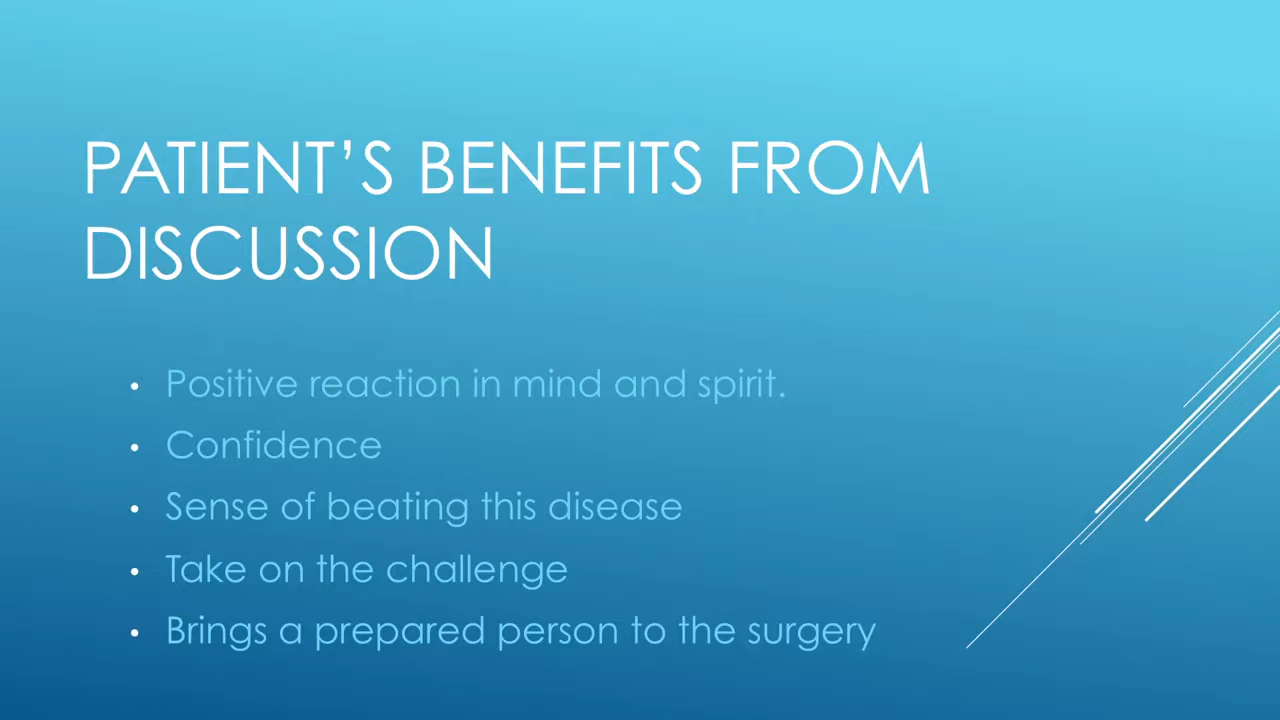 PATIENT’S BENEFITS FROM
DISCUSSION
• Positive reaction in mind and spirit.
• Confidence
• Sense of beating this disease
• Take on the challenge
• Brings a prepared person to the surgery